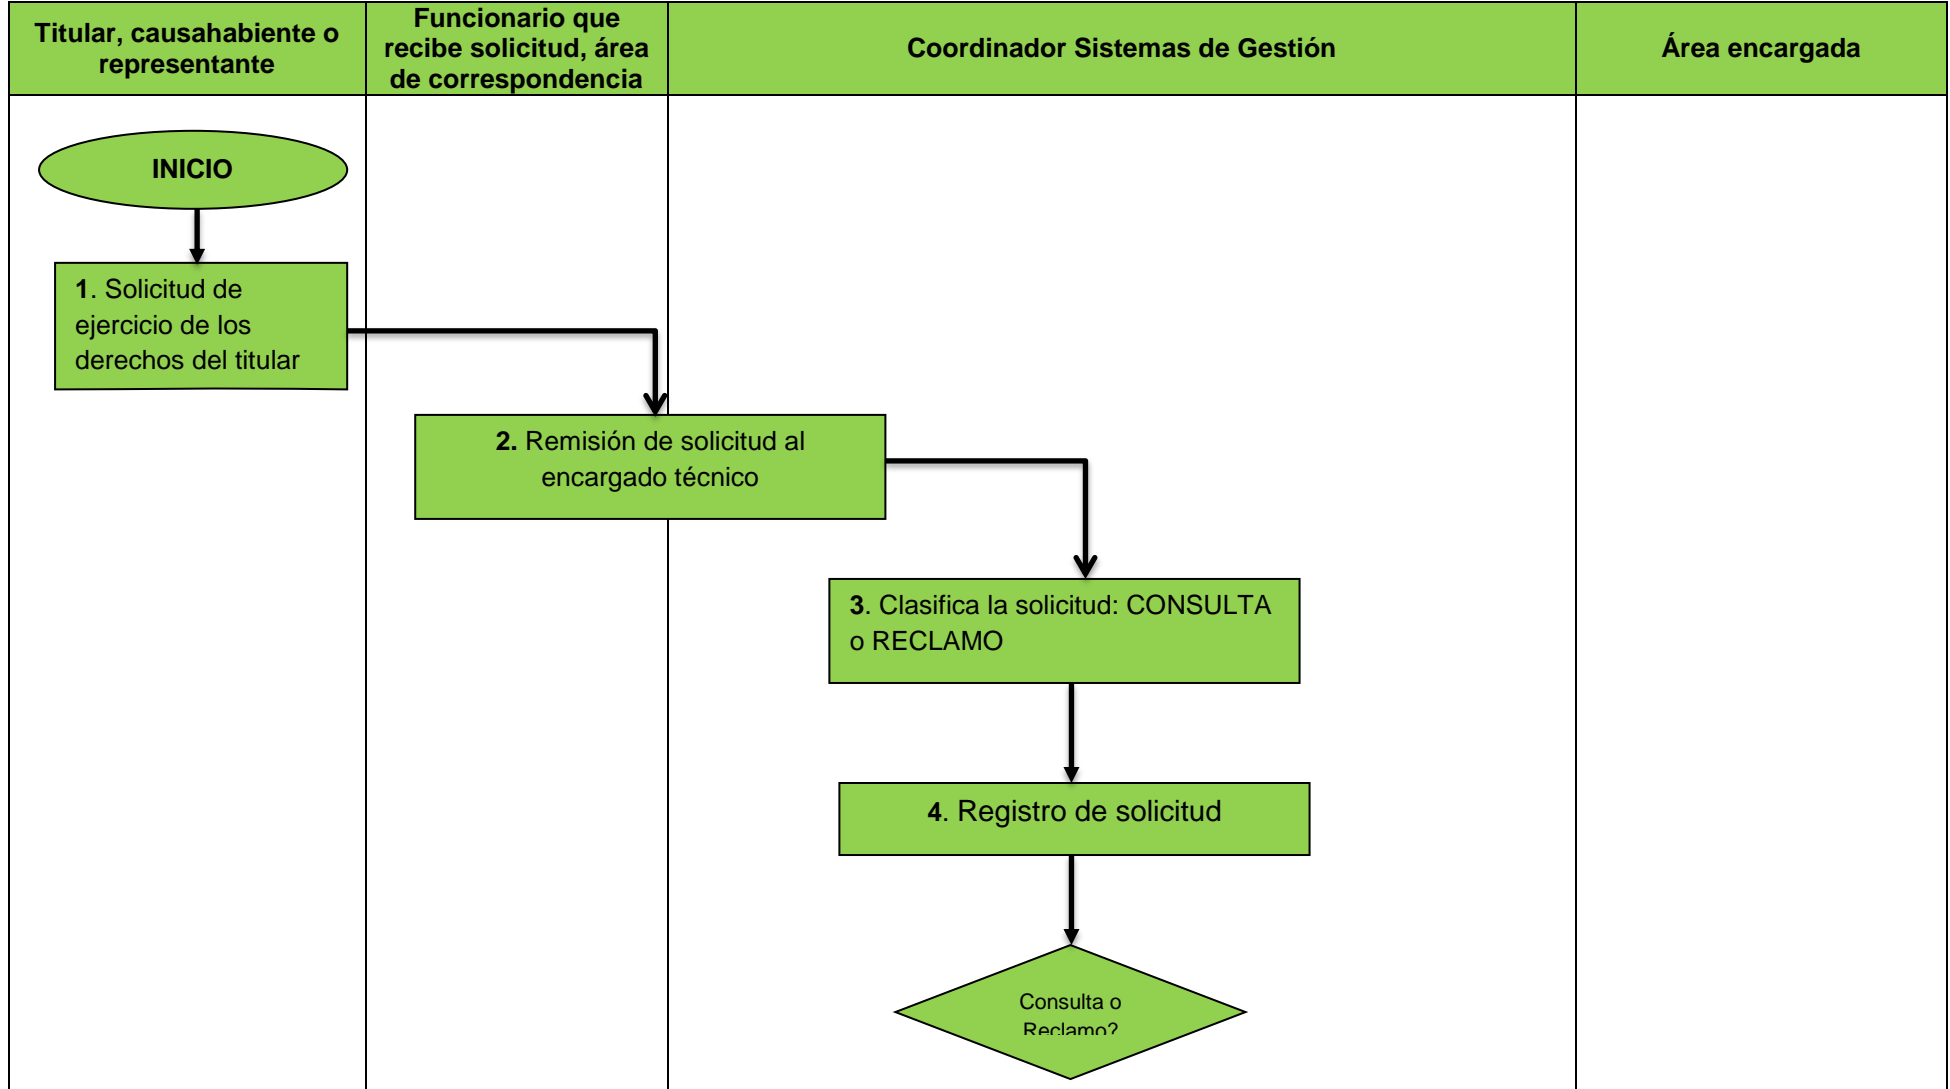 Titular, causahabiente o
representante
Funcionario que
recibe solicitud, área
de correspondencia
Coordinador Sistemas de Gestión
Área encargada
INICIO
1. Solicitud de
ejercicio de los
derechos del titular
2. Remisión de solicitud al
encargado técnico
3. Clasifica la solicitud: CONSULTA
o RECLAMO
4. Registro de solicitud
Consulta o
Reclamo?